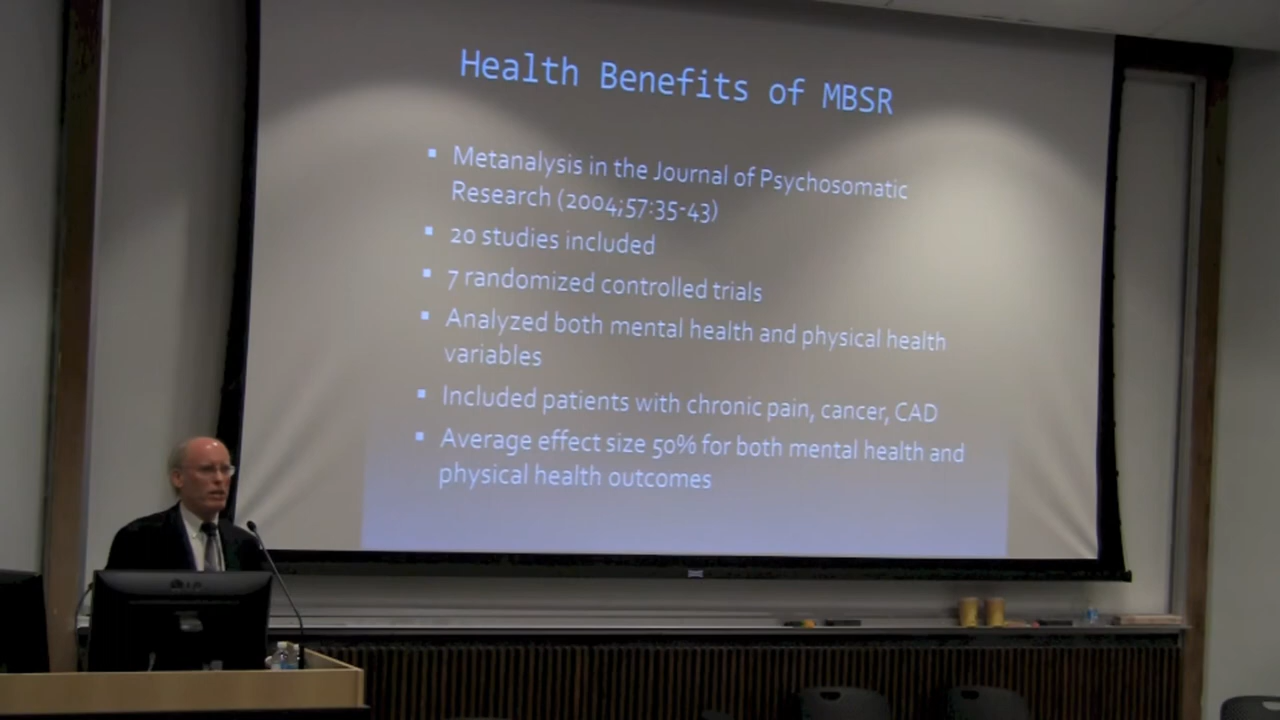 Health Benefits of MBSR
▪ Metanalysis in the Journal of Psychosomatic
Research (2004;57:35-43)
▪ 20 studies included
▪ 7 randomized controlled trials
▪ Analyzed both mental health and physical health
variables
▪ Included patients with chronic pain, cancer, CAD
▪ Average effect size 50% for both mental health and
physical health outcomes
LG